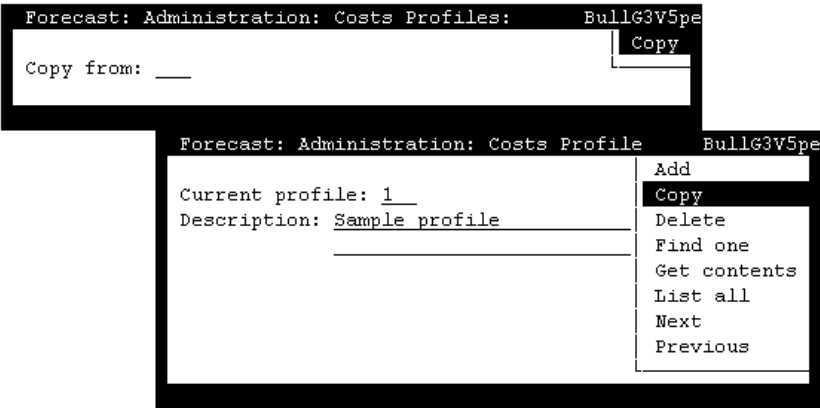 Forecast: Administration: Costs Profiles: BullG3V5pe
Copy
Copy from: ___
Forecast: Administration: Costs Profile BullG3V5pe
Add
Current profile: 1 Copy
Description: Sample profile Delete
Find one
Get contents
List all
Next
Previous